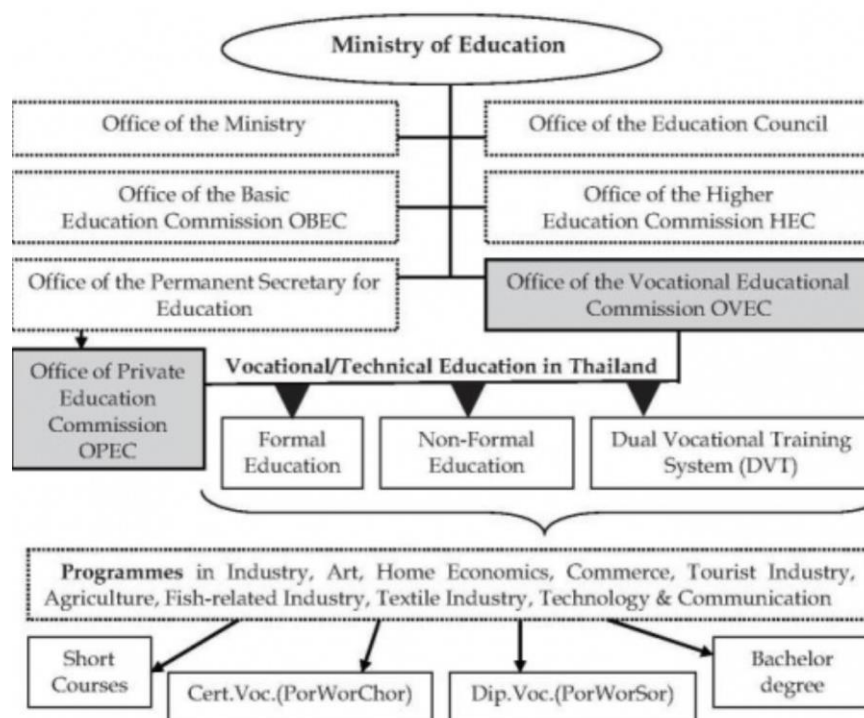 Ministry of Education
Office of the Ministry
Office of the Education Council
Office of the Basic
Education Commission OBEC
Office of the Higher
Education Commission HEC
Office of the Permanent Secretary for
Education
Office of the Vocational Educational
Commission OVEC
Office of Private
Education
Commission
OPEC
Vocational/Technical Education in Thailand
Formal
Education
Non-Formal
Education
Dual Vocational Training
System (DVT)
Programmes in Industry, Art, Home Economics, Commerce, Tourist Industry,
Agriculture, Fish-related Industry, Textile Industry, Technology & Communication
Short
Courses
Cert.Voc.(PorWorChor)
Dip.Voc.(PorWorSor)
Bachelor
degree